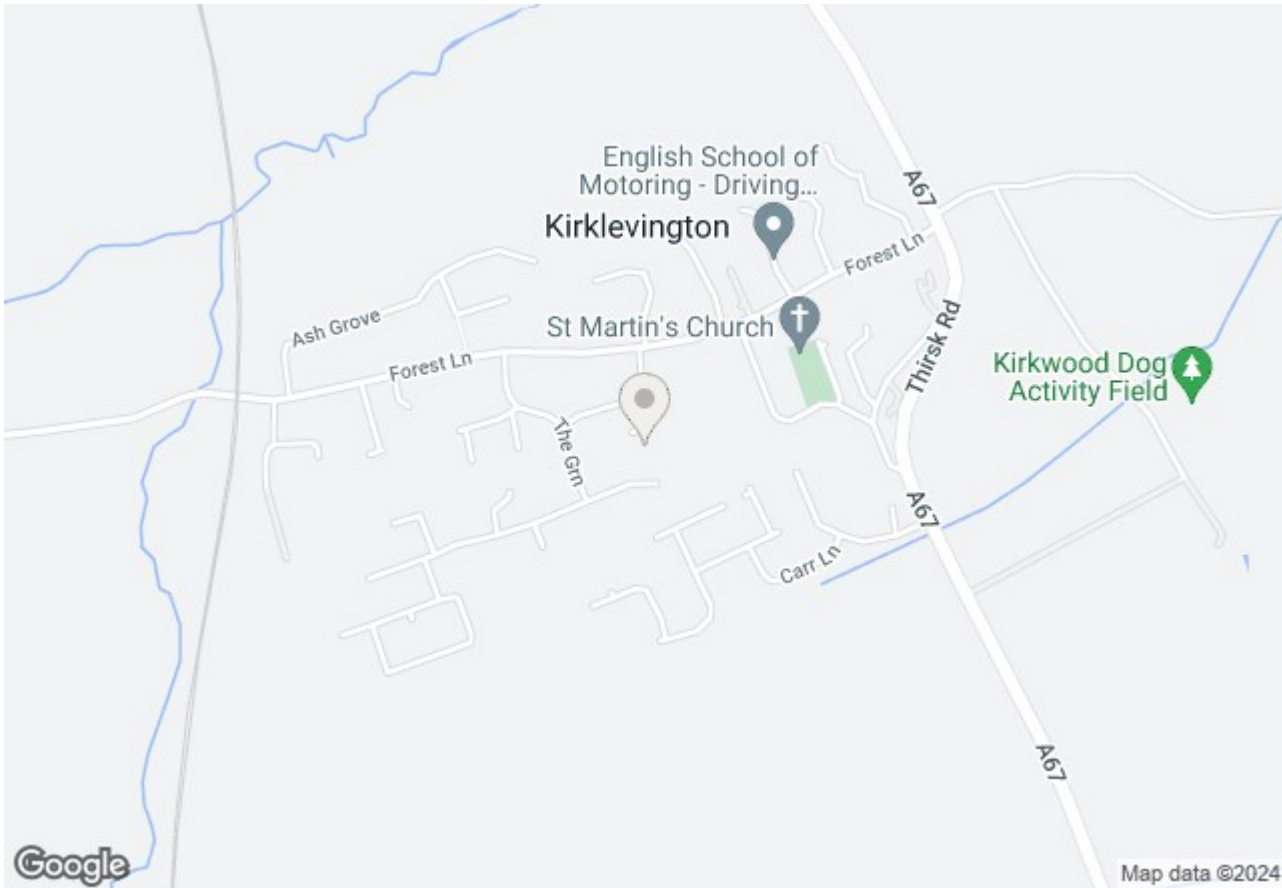 English School of
Motoring - Driving...
Kirklevington
A67
Forest Ln
St Martin's Church
Ash Grove
Forest Ln
Thirsk Rd
Kirkwood Dog
Activity Field
The Grn
A67
Carr Ln
A67
Google
Map data ©2024